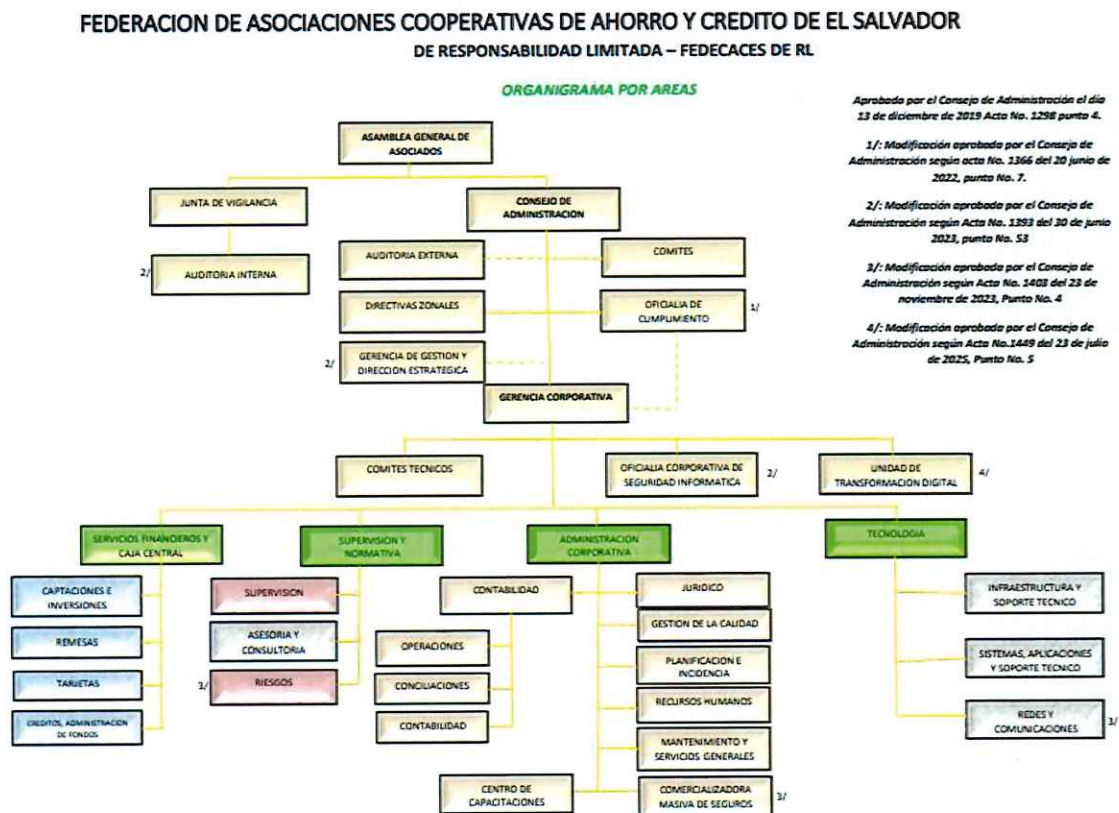 FEDERACION DE ASOCIACIONES COOPERATIVAS DE AHORRO Y CREDITO DE EL SALVADOR
DE RESPONSABILIDAD LIMITADA – FEDECACES DE RL
ORGANIGRAMA POR AREAS
Aprobada por el Consejo de Administración el día
13 de diciembre de 2019 Acta No. 1298 punto 4.
1/: Modificación aprobada por el Consejo de
Administración según acta No. 1366 del 20 junio de
2022, punto No. 7.
2/: Modificación aprobada por el Consejo de
Administración según Acta No. 1393 del 30 de junio
2023, punto No. 53
3/: Modificación aprobada por el Consejo de
Administración según Acta No. 1403 del 23 de
noviembre de 2023, Punto No. 4
4/: Modificación aprobada por el Consejo de
Administración según Acta No.1449 del 23 de julio
de 2025, Punto No. 5
ASAMBLEA GENERAL DE
ASOCIADOS
JUNTA DE VIGILANCIA
CONSEJO DE
ADMINISTRACION
2/
AUDITORIA INTERNA
AUDITORIA EXTERNA
COMITES
DIRECTIVAS ZONALES
OFICIALIA DE
CUMPLIMIENTO
1/
2/
GERENCIA DE GESTION Y
DIRECCION ESTRATEGICA
GERENCIA CORPORATIVA
COMITES TECNICOS
OFICIALIA CORPORATIVA DE
SEGURIDAD INFORMATICA
2/
UNIDAD DE
TRANSFORMACION DIGITAL
4/
SERVICIOS FINANCIEROS Y
CAJA CENTRAL
SUPERVISION Y
NORMATIVA
ADMINISTRACION
CORPORATIVA
TECNOLOGIA
CAPTACIONES E
INVERSIONES
REMESAS
TARJETAS
CREDITOS, ADMINISTRACION
DE FONDOS
SUPERVISION
ASESORIA Y
CONSULTORIA
3/
RIESGOS
CONTABILIDAD
OPERACIONES
CONCILIACIONES
CONTABILIDAD
CENTRO DE
CAPACITACIONES
JURIDICO
GESTION DE LA CALIDAD
PLANIFICACION E
INCIDENCIA
RECURSOS HUMANOS
MANTENIMIENTO Y
SERVICIOS GENERALES
COMERCIALIZADORA
MASIVA DE SEGUROS
3/
INFRAESTRUCTURA Y
SOPORTE TECNICO
SISTEMAS, APLICACIONES
Y SOPORTE TECNICO
REDES Y
COMUNICACIONES
3/